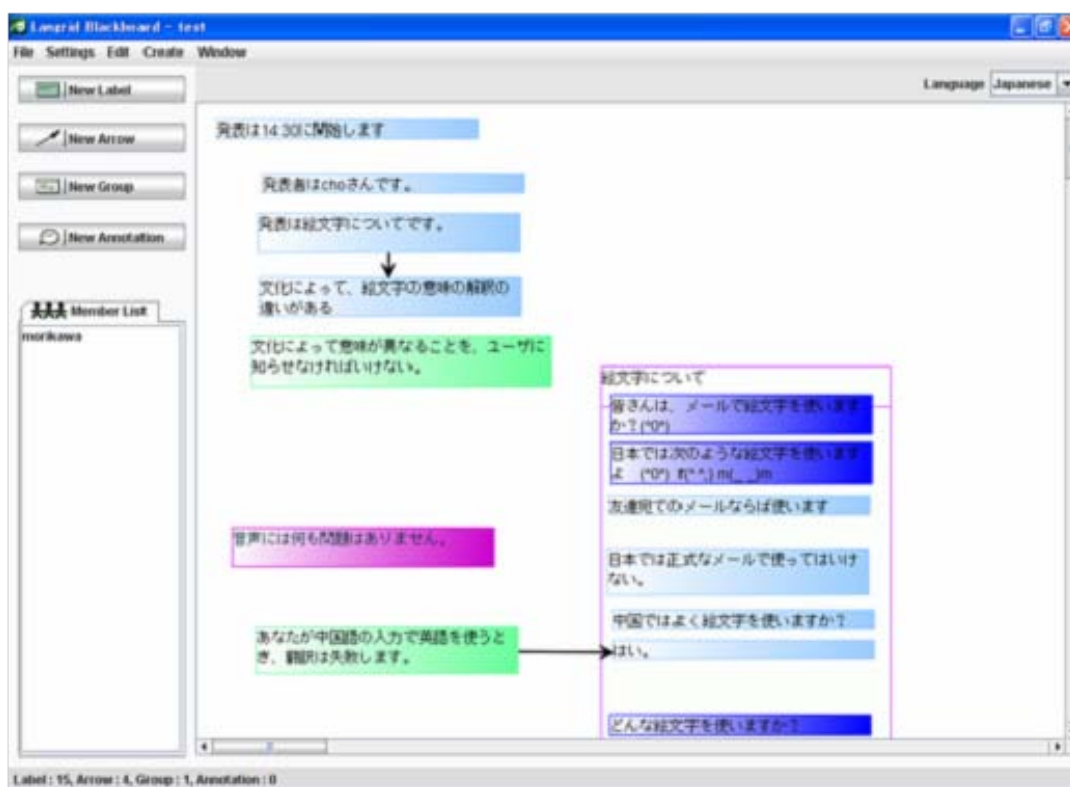 Langrid Blackboard - test
File Settings Edit Create Window
New Label
New Arrow
New Group
New Annotation
Member List
morikawa
Language Japanese
発表は14:30に開始します
発表者はchoさんです。
発表は絵文字についてです。
文化によって、絵文字の意味の解釈の
違いがある
文化によって意味が異なることを、ユーザに
知らせなければいけない。
音声には何も問題はありません。
あなたが中国語の入力で英語を使うと
き、翻訳は失敗します。
絵文字について
皆さんは、メールで絵文字を使います
か？(^0^)
日本では次のような絵文字を使います
よ (^0^) f(^^;) m(_ _)m
友達宛てのメールならば使います
日本では正式なメールで使ってはいけ
ない。
中国ではよく絵文字を使いますか？
はい。
どんな絵文字を使いますか？
Label : 15, Arrow : 4, Group : 1, Annotation : 0